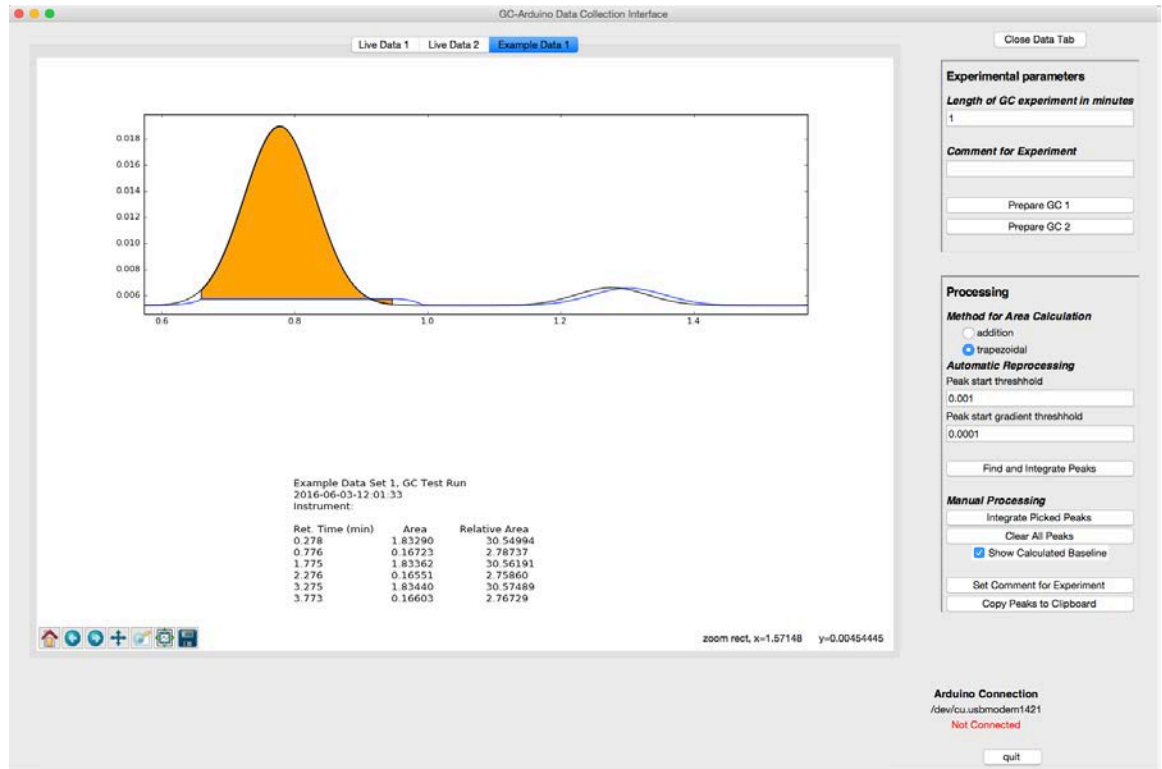 GC-Arduino Data Collection Interface
Live Data 1 Live Data 2 Example Data 1
Close Data Tab
0.018
0.016
0.014
0.012
0.010
0.008
0.006
0.6 0.8 1.0 1.2 1.4
Example Data Set 1, GC Test Run
2016-06-03-12:01:33
Instrument:
Ret. Time (min) Area Relative Area
0.278 1.83290 30.54994
0.776 0.16723 2.78737
1.775 1.83362 30.56191
2.276 0.16551 2.75860
3.275 1.83440 30.57489
3.773 0.16603 2.76729
zoom rect, x=1.57148 y=0.00454445
Experimental parameters
Length of GC experiment in minutes
1
Comment for Experiment
Prepare GC 1
Prepare GC 2
Processing
Method for Area Calculation
addition
trapezoidal
Automatic Reprocessing
Peak start threshhold
0.001
Peak start gradient threshhold
0.0001
Find and Integrate Peaks
Manual Processing
Integrate Picked Peaks
Clear All Peaks
Show Calculated Baseline
Set Comment for Experiment
Copy Peaks to Clipboard
Arduino Connection
/dev/cu.usbmodem1421
Not Connected
quit